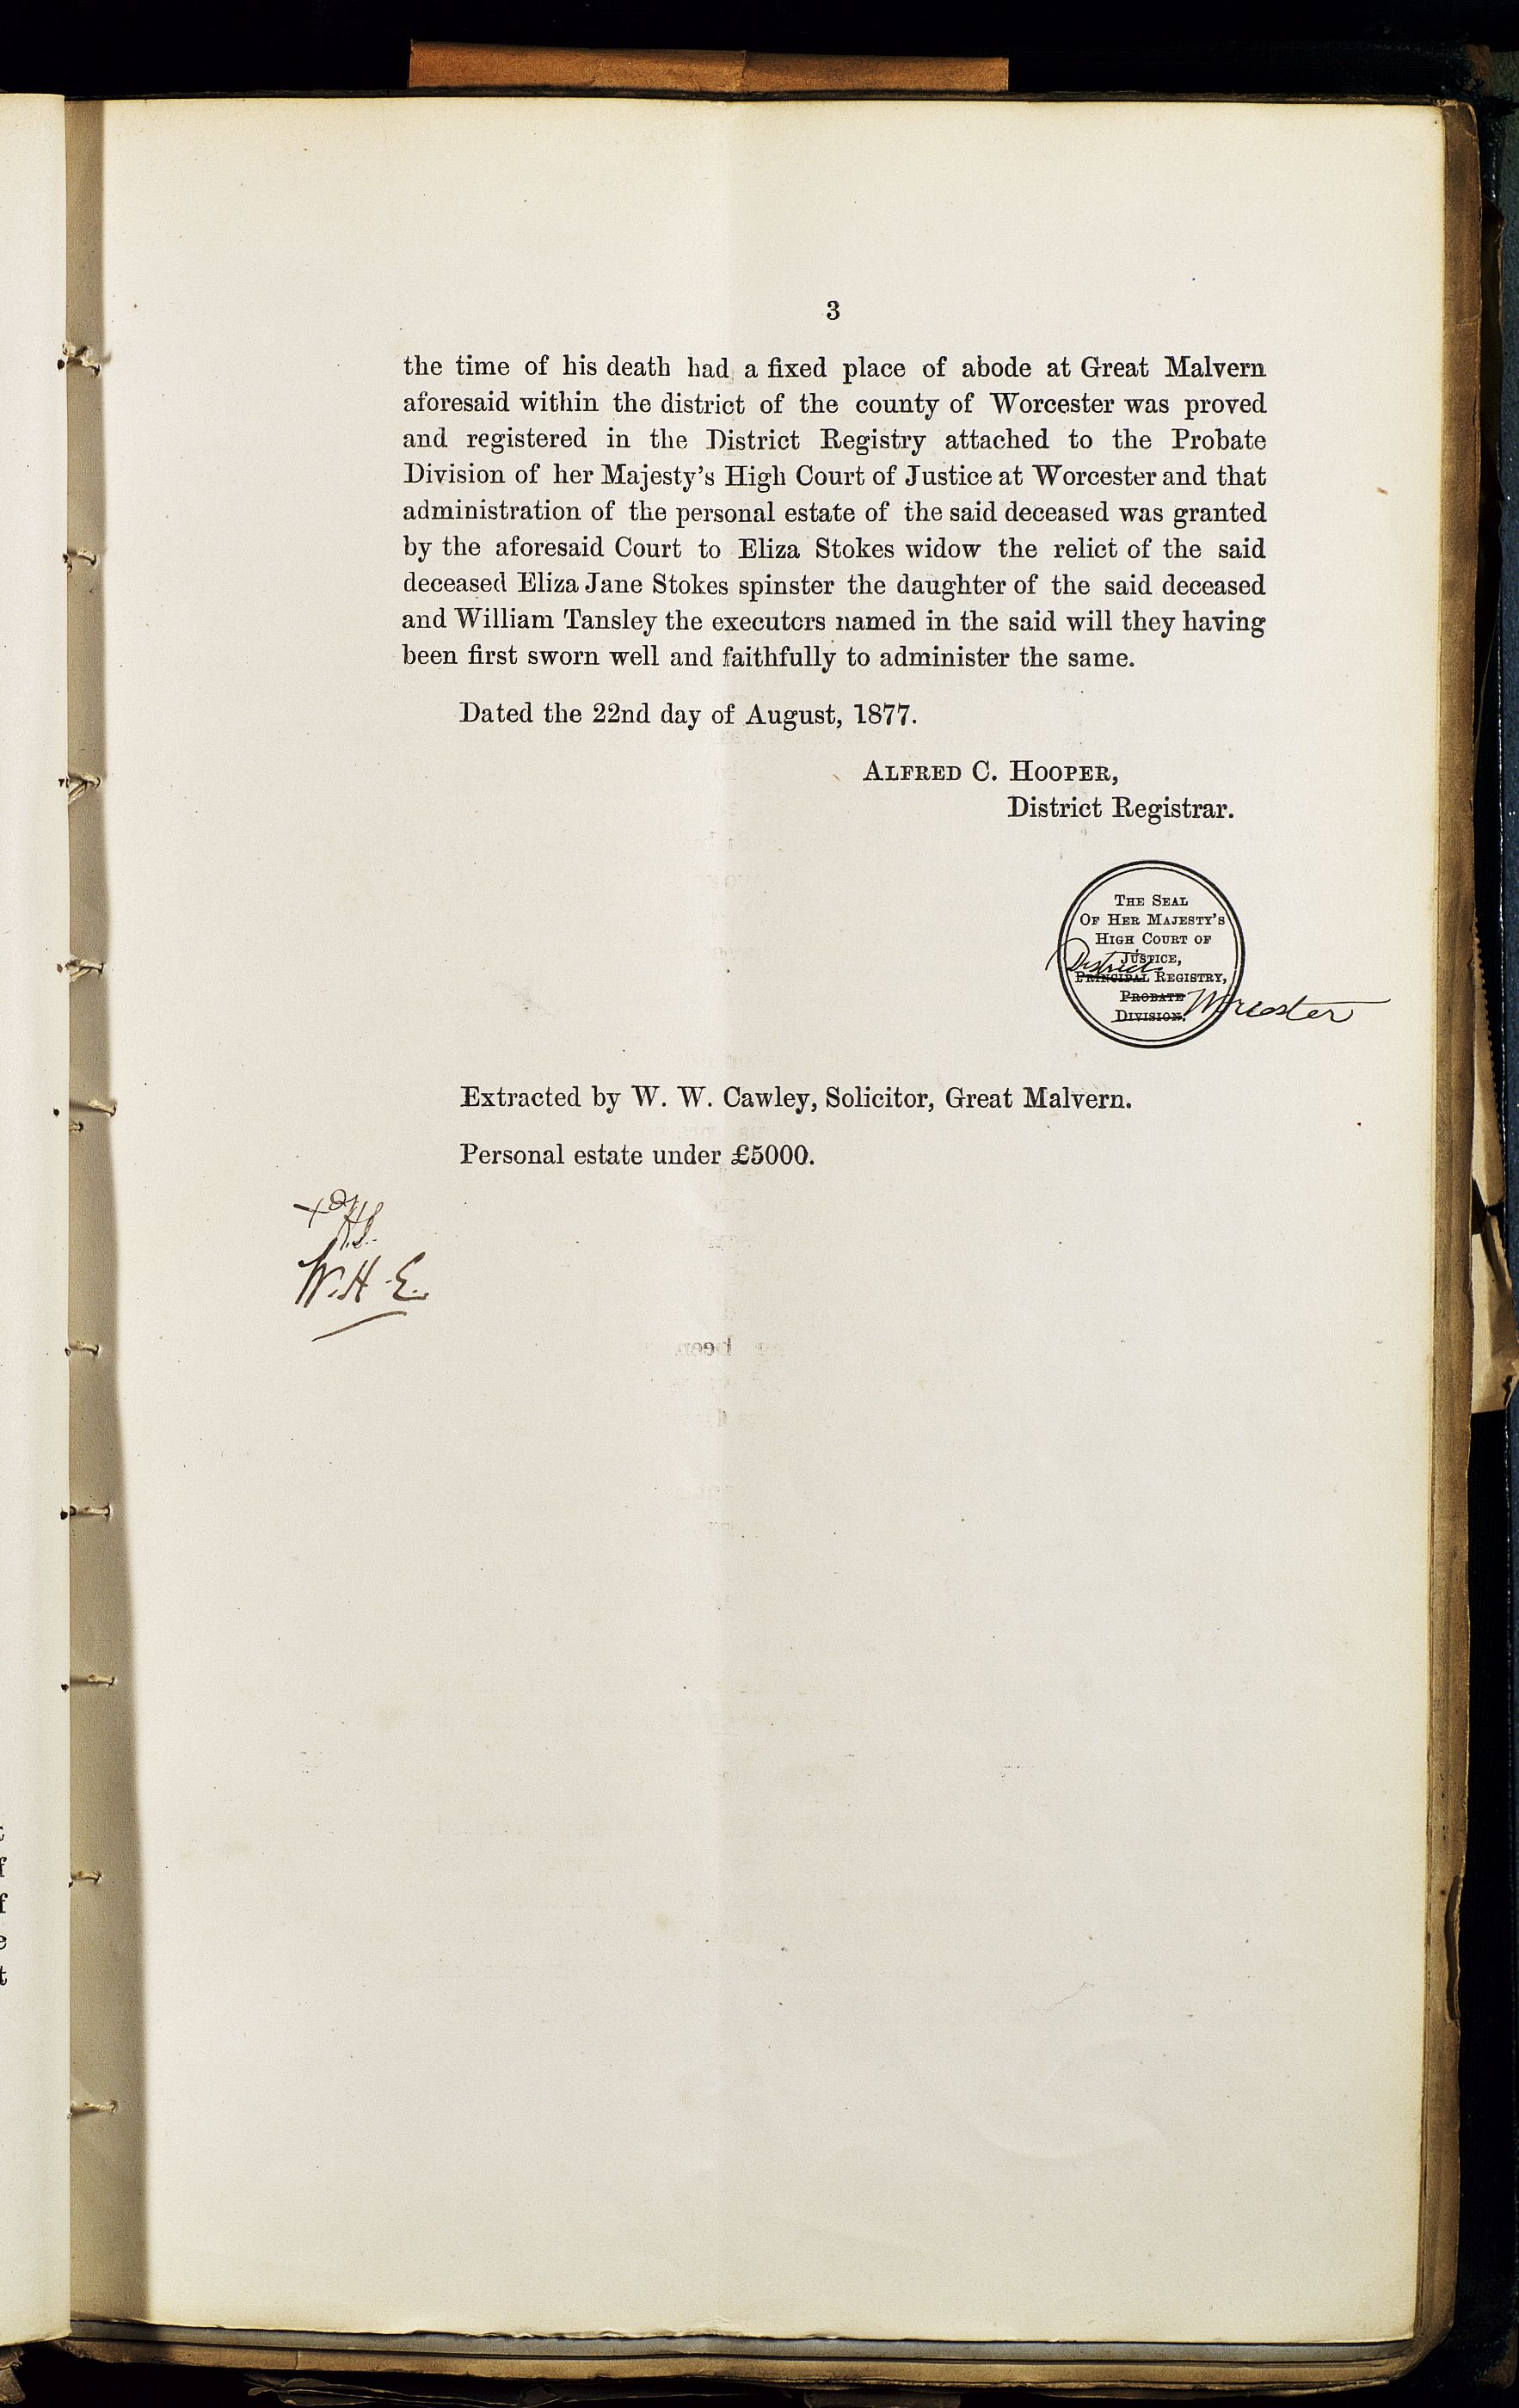 3
the time of his death had a fixed place of abode at Great Malvern
aforesaid within the district of the county of Worcester was proved
and registered in the District Registry attached to the Probate
Division of her Majesty's High Court of Justice at Worcester and that
administration of the personal estate of the said deceased was granted
by the aforesaid Court to Eliza Stokes widow the relict of the said
deceased Eliza Jane Stokes spinster the daughter of the said deceased
and William Tansley the executors named in the said will they having
been first sworn well and faithfully to administer the same.
Dated the 22nd day of August, 1877.
ALFRED C. HOOPER,
District Registrar.
THE SEAL
OF HER MAJESTY'S
HIGH COURT OF
JUSTICE,
District
PRINCIPAL REGISTRY,
PROBATE Worcester
DIVISION.
Extracted by W. W. Cawley, Solicitor, Great Malvern.
Personal estate under £5000.
W.H.E.